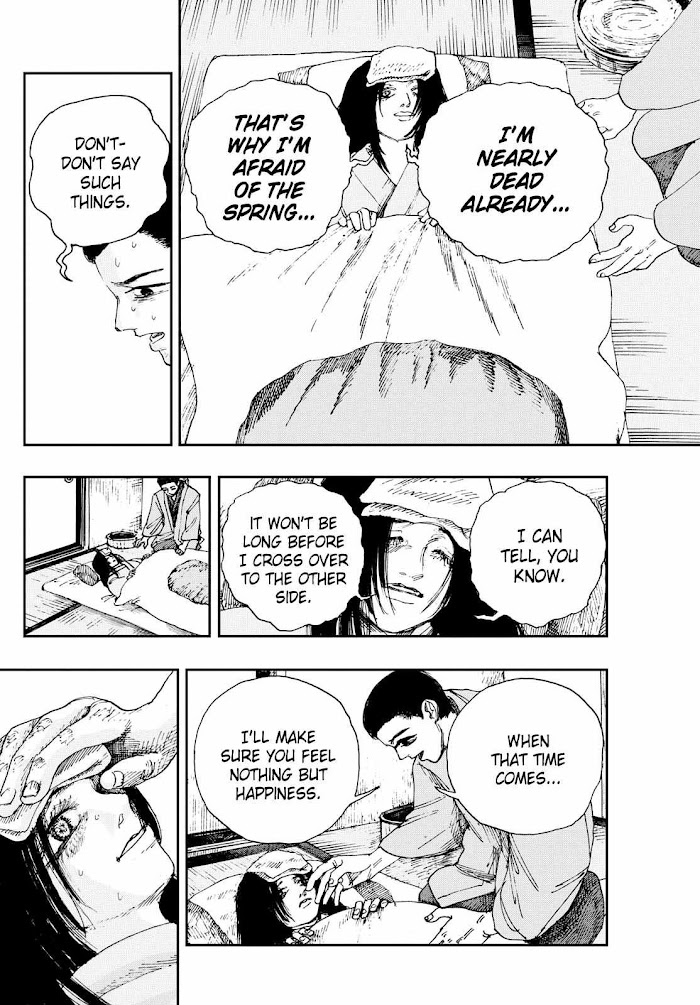 I'M
NEARLY
DEAD
ALREADY...
THAT'S
WHY I'M
AFRAID
OF THE
SPRING...
DON'T-
DON'T SAY
SUCH
THINGS.
I CAN
TELL, YOU
KNOW.
IT WON'T BE
LONG BEFORE
I CROSS OVER
TO THE OTHER
SIDE.
WHEN
THAT TIME
COMES...
I'LL MAKE
SURE YOU FEEL
NOTHING BUT
HAPPINESS.